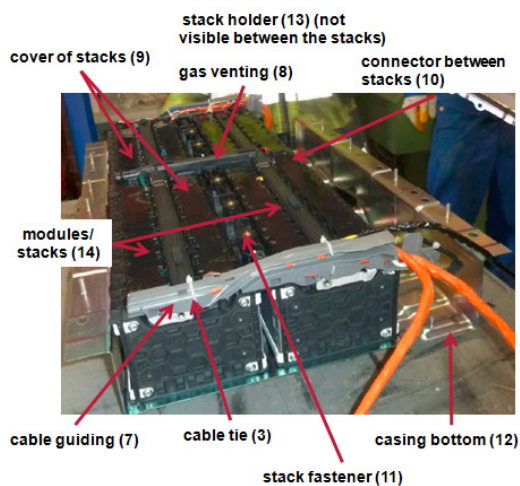 stack holder (13) (not
visible between the stacks)
cover of stacks (9)
gas venting (8)
connector between
stacks (10)
modules/
stacks (14)
cable guiding (7)
cable tie (3)
casing bottom (12)
stack fastener (11)